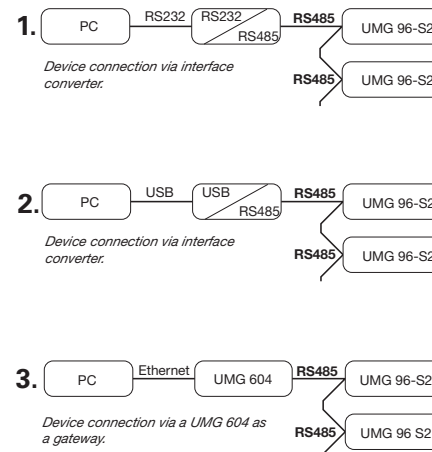 1. PC RS232 RS232 RS485 RS485 UMG 96-S2
RS485 UMG 96-S2
Device connection via interface
converter.
2. PC USB USB RS485 RS485 UMG 96-S2
RS485 UMG 96-S2
Device connection via interface
converter.
3. PC Ethernet UMG 604 RS485 UMG 96-S2
Device connection via a UMG 604 as
a gateway.
RS485 UMG 96 S2